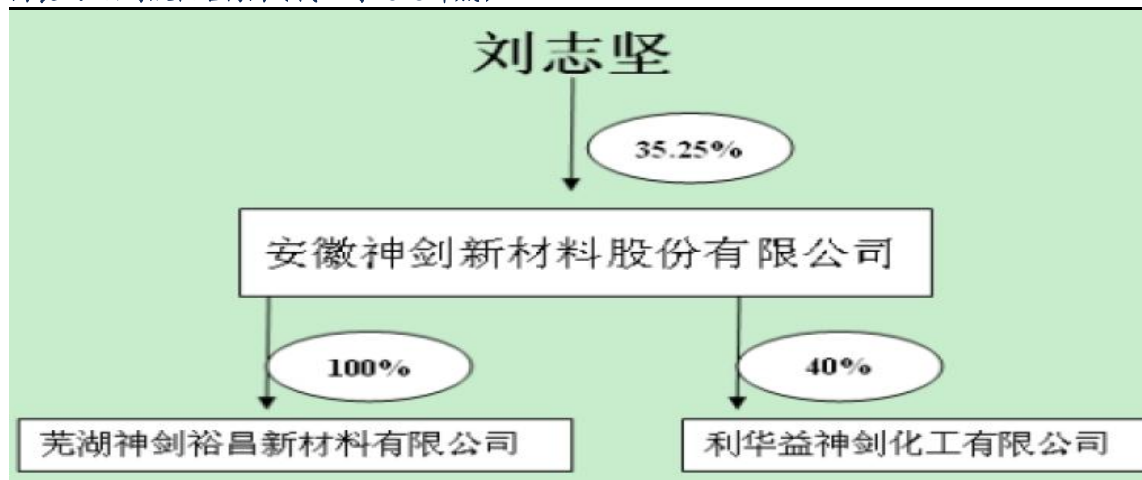 刘志坚
35.25%
安徽神剑新材料股份有限公司
100%
40%
芜湖神剑裕昌新材料有限公司
利华益神剑化工有限公司